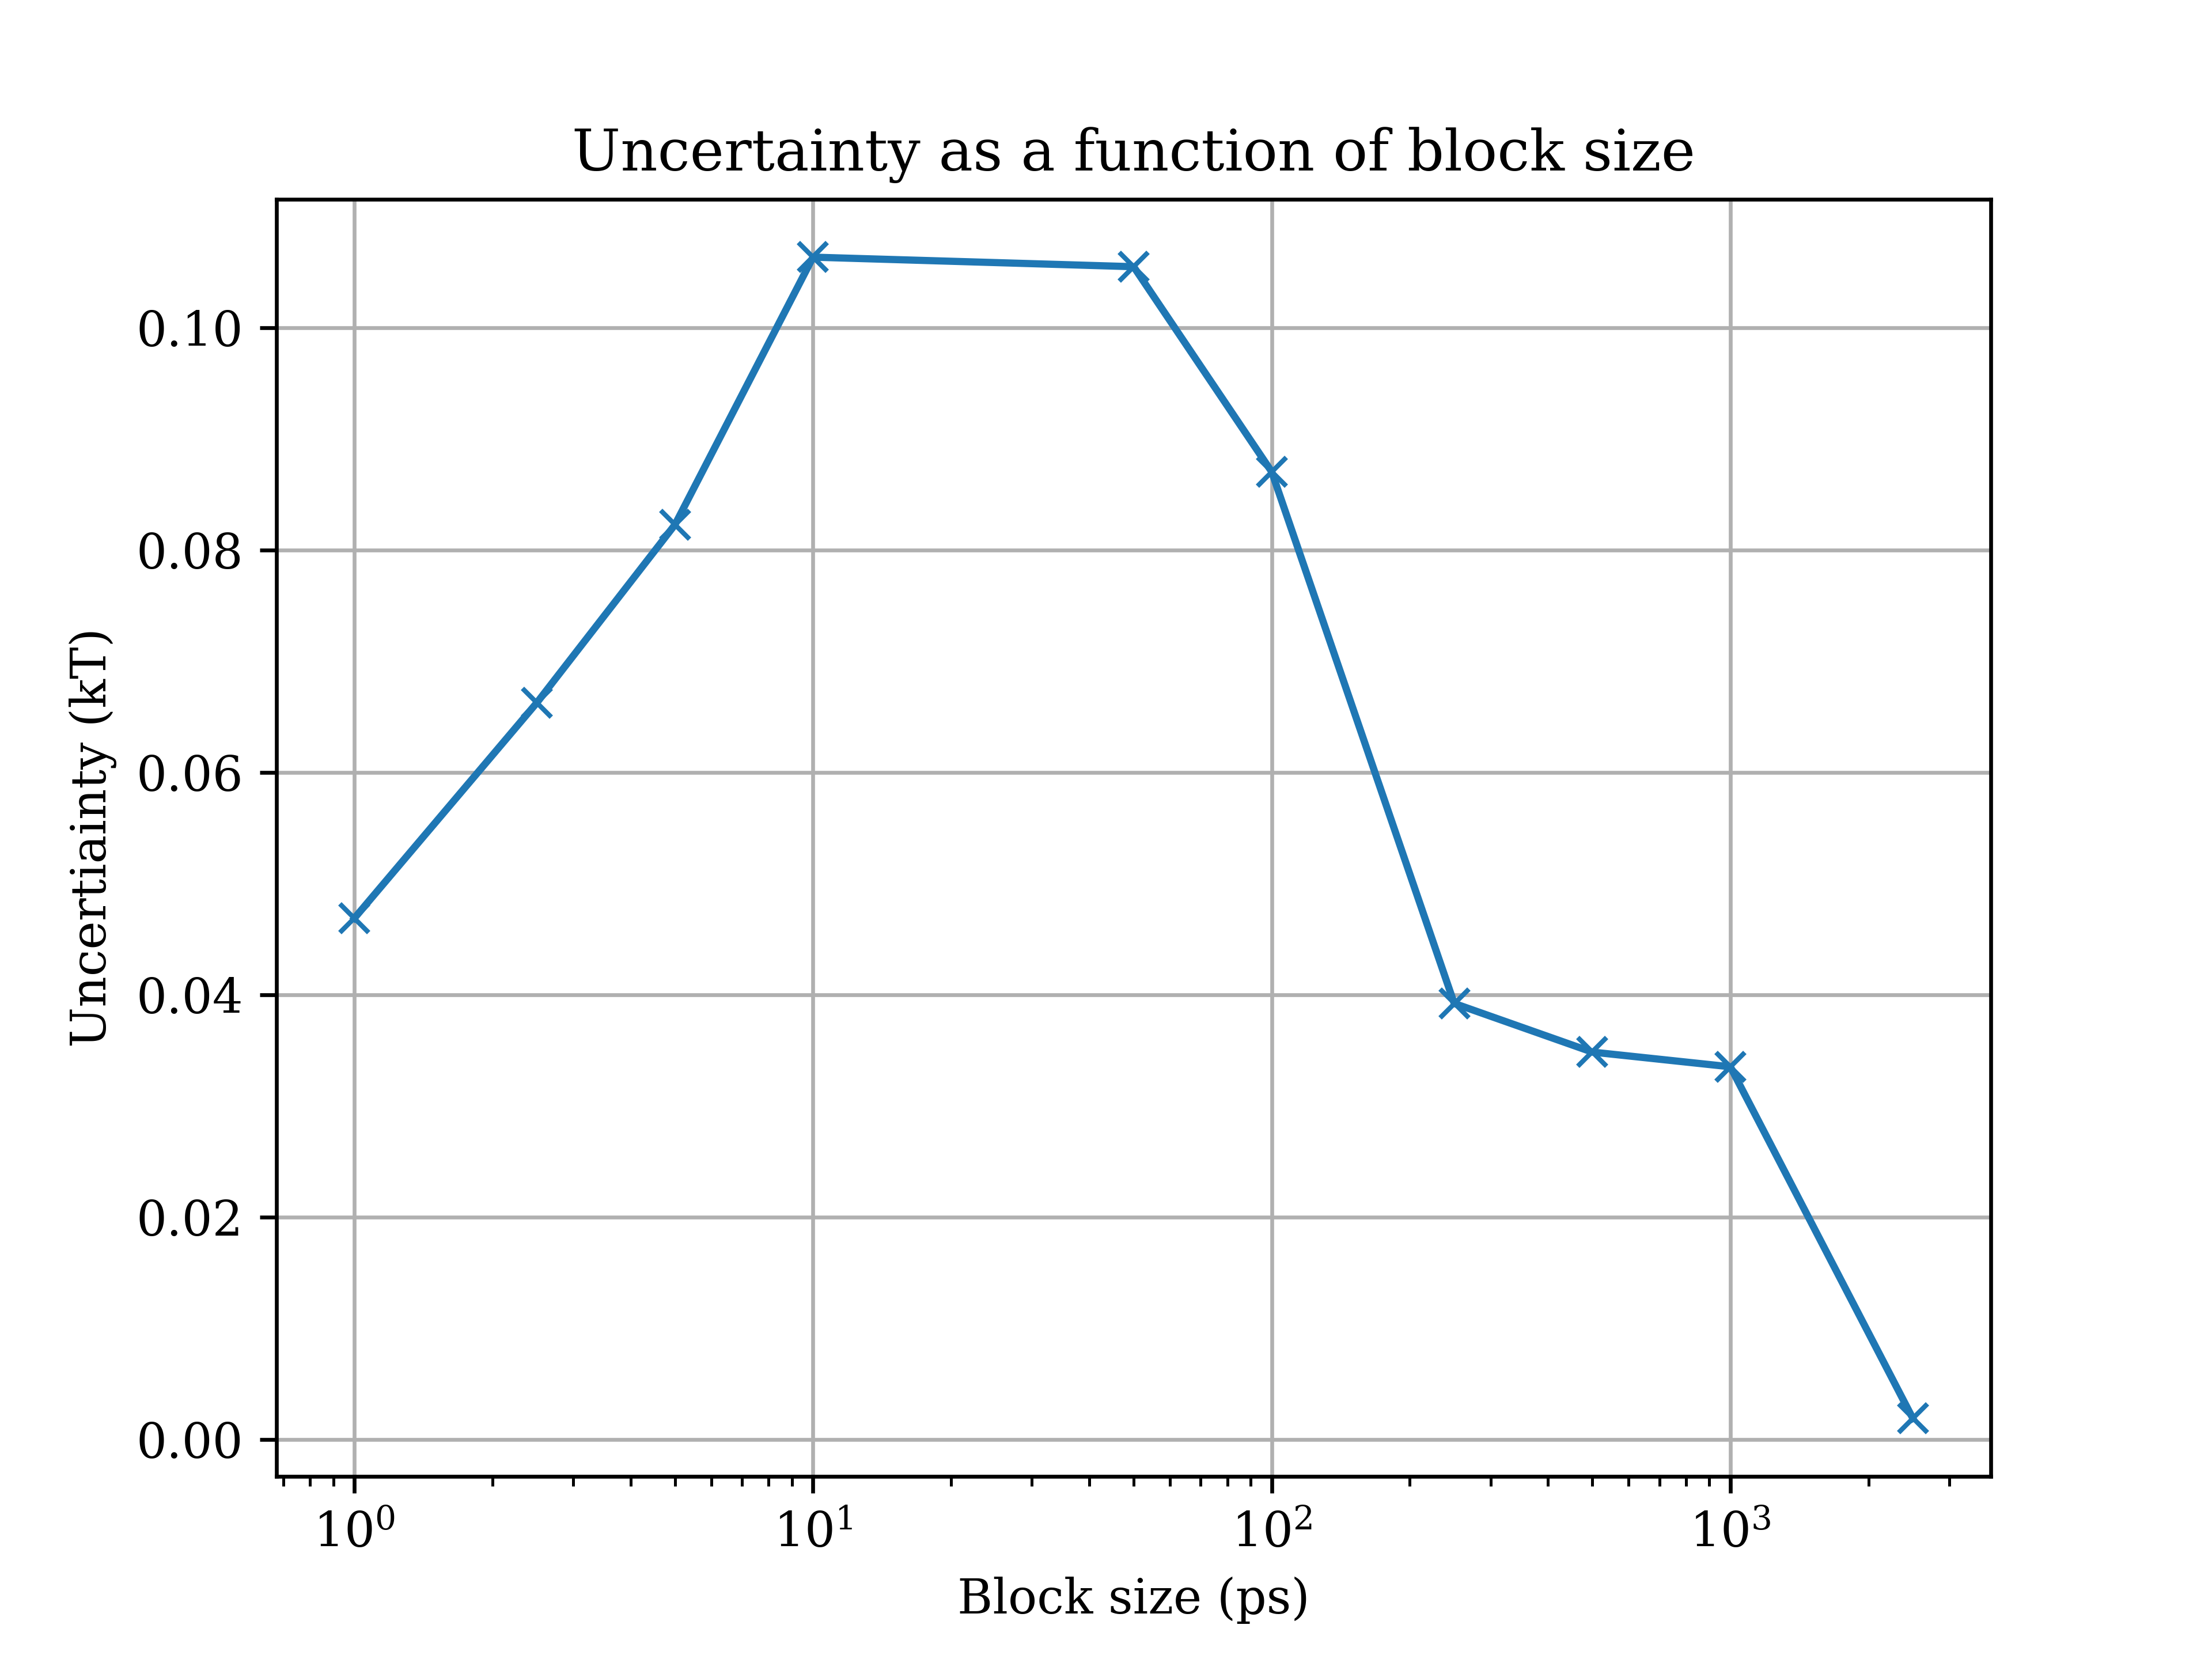 Uncertainty as a function of block size
Uncertiainty (kT)
0.10
0.08
0.06
0.04
0.02
0.00
10⁰ 10¹ 10² 10³
Block size (ps)